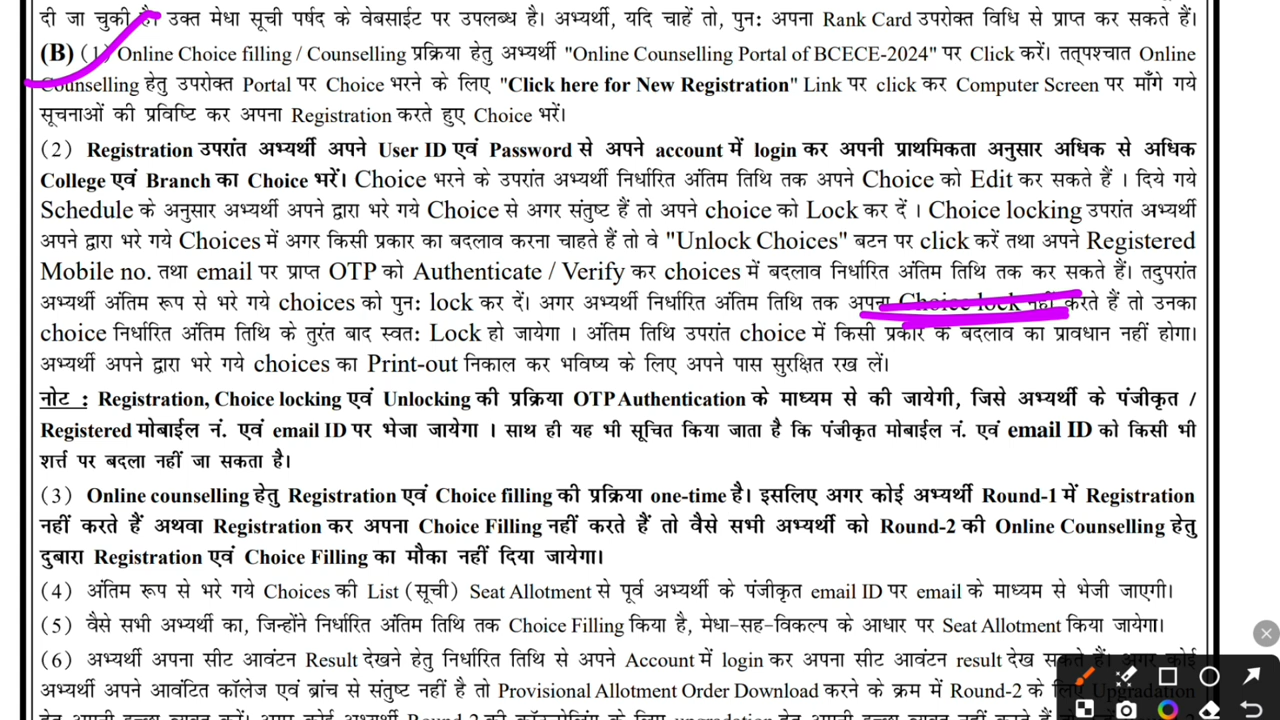 दी जा चुकी है। उक्त मेधा सूची पर्षद के वेबसाईट पर उपलब्ध है। अभ्यर्थी, यदि चाहें तो, पुन: अपना Rank Card उपरोक्त विधि से प्राप्त कर सकते हैं।
(B) (1) Online Choice filling / Counselling प्रक्रिया हेतु अभ्यर्थी "Online Counselling Portal of BCECE-2024" पर Click करें। तत्पश्चात Online
Counselling हेतु उपरोक्त Portal पर Choice भरने के लिए "Click here for New Registration" Link पर click कर Computer Screen पर माँगे गये
सूचनाओं की प्रविष्टि कर अपना Registration करते हुए Choice भरें।
(2) Registration उपरांत अभ्यर्थी अपने User ID एवं Password से अपने account में login कर अपनी प्राथमिकता अनुसार अधिक से अधिक
College एवं Branch का Choice भरें। Choice भरने के उपरांत अभ्यर्थी निर्धारित अंतिम तिथि तक अपने Choice को Edit कर सकते हैं । दिये गये
Schedule के अनुसार अभ्यर्थी अपने द्वारा भरे गये Choice से अगर संतुष्ट हैं तो अपने choice को Lock कर दें । Choice locking उपरांत अभ्यर्थी
अपने द्वारा भरे गये Choices में अगर किसी प्रकार का बदलाव करना चाहते हैं तो वे "Unlock Choices" बटन पर click करें तथा अपने Registered
Mobile no. तथा email पर प्राप्त OTP को Authenticate / Verify कर choices में बदलाव निर्धारित अंतिम तिथि तक कर सकते हैं। तदुपरांत
अभ्यर्थी अंतिम रूप से भरे गये choices को पुन: lock कर दें। अगर अभ्यर्थी निर्धारित अंतिम तिथि तक अपना Choice lock नहीं करते हैं तो उनका
choice निर्धारित अंतिम तिथि के तुरंत बाद स्वत: Lock हो जायेगा । अंतिम तिथि उपरांत choice में किसी प्रकार के बदलाव का प्रावधान नहीं होगा।
अभ्यर्थी अपने द्वारा भरे गये choices का Print-out निकाल कर भविष्य के लिए अपने पास सुरक्षित रख लें।
नोट : Registration, Choice locking एवं Unlocking की प्रक्रिया OTP Authentication के माध्यम से की जायेगी, जिसे अभ्यर्थी के पंजीकृत /
Registered मोबाईल नं. एवं email ID पर भेजा जायेगा । साथ ही यह भी सूचित किया जाता है कि पंजीकृत मोबाईल नं. एवं email ID को किसी भी
शर्त्त पर बदला नहीं जा सकता है।
(3) Online counselling हेतु Registration एवं Choice filling की प्रक्रिया one-time है। इसलिए अगर कोई अभ्यर्थी Round-1 में Registration
नहीं करते हैं अथवा Registration कर अपना Choice Filling नहीं करते हैं तो वैसे सभी अभ्यर्थी को Round-2 की Online Counselling हेतु
दुबारा Registration एवं Choice Filling का मौका नहीं दिया जायेगा।
(4) अंतिम रूप से भरे गये Choices की List (सूची) Seat Allotment से पूर्व अभ्यर्थी के पंजीकृत email ID पर email के माध्यम से भेजी जाएगी।
(5) वैसे सभी अभ्यर्थी का, जिन्होंने निर्धारित अंतिम तिथि तक Choice Filling किया है, मेधा-सह-विकल्प के आधार पर Seat Allotment किया जायेगा।
(6) अभ्यर्थी अपना सीट आवंटन Result देखने हेतु निर्धारित तिथि से अपने Account में login कर अपना सीट आवंटन result देख सकते हैं। अगर कोई
अभ्यर्थी अपने आवंटित कॉलेज एवं ब्रांच से संतुष्ट नहीं है तो Provisional Allotment Order Download करने के क्रम में Round-2 के लिए Upgradation